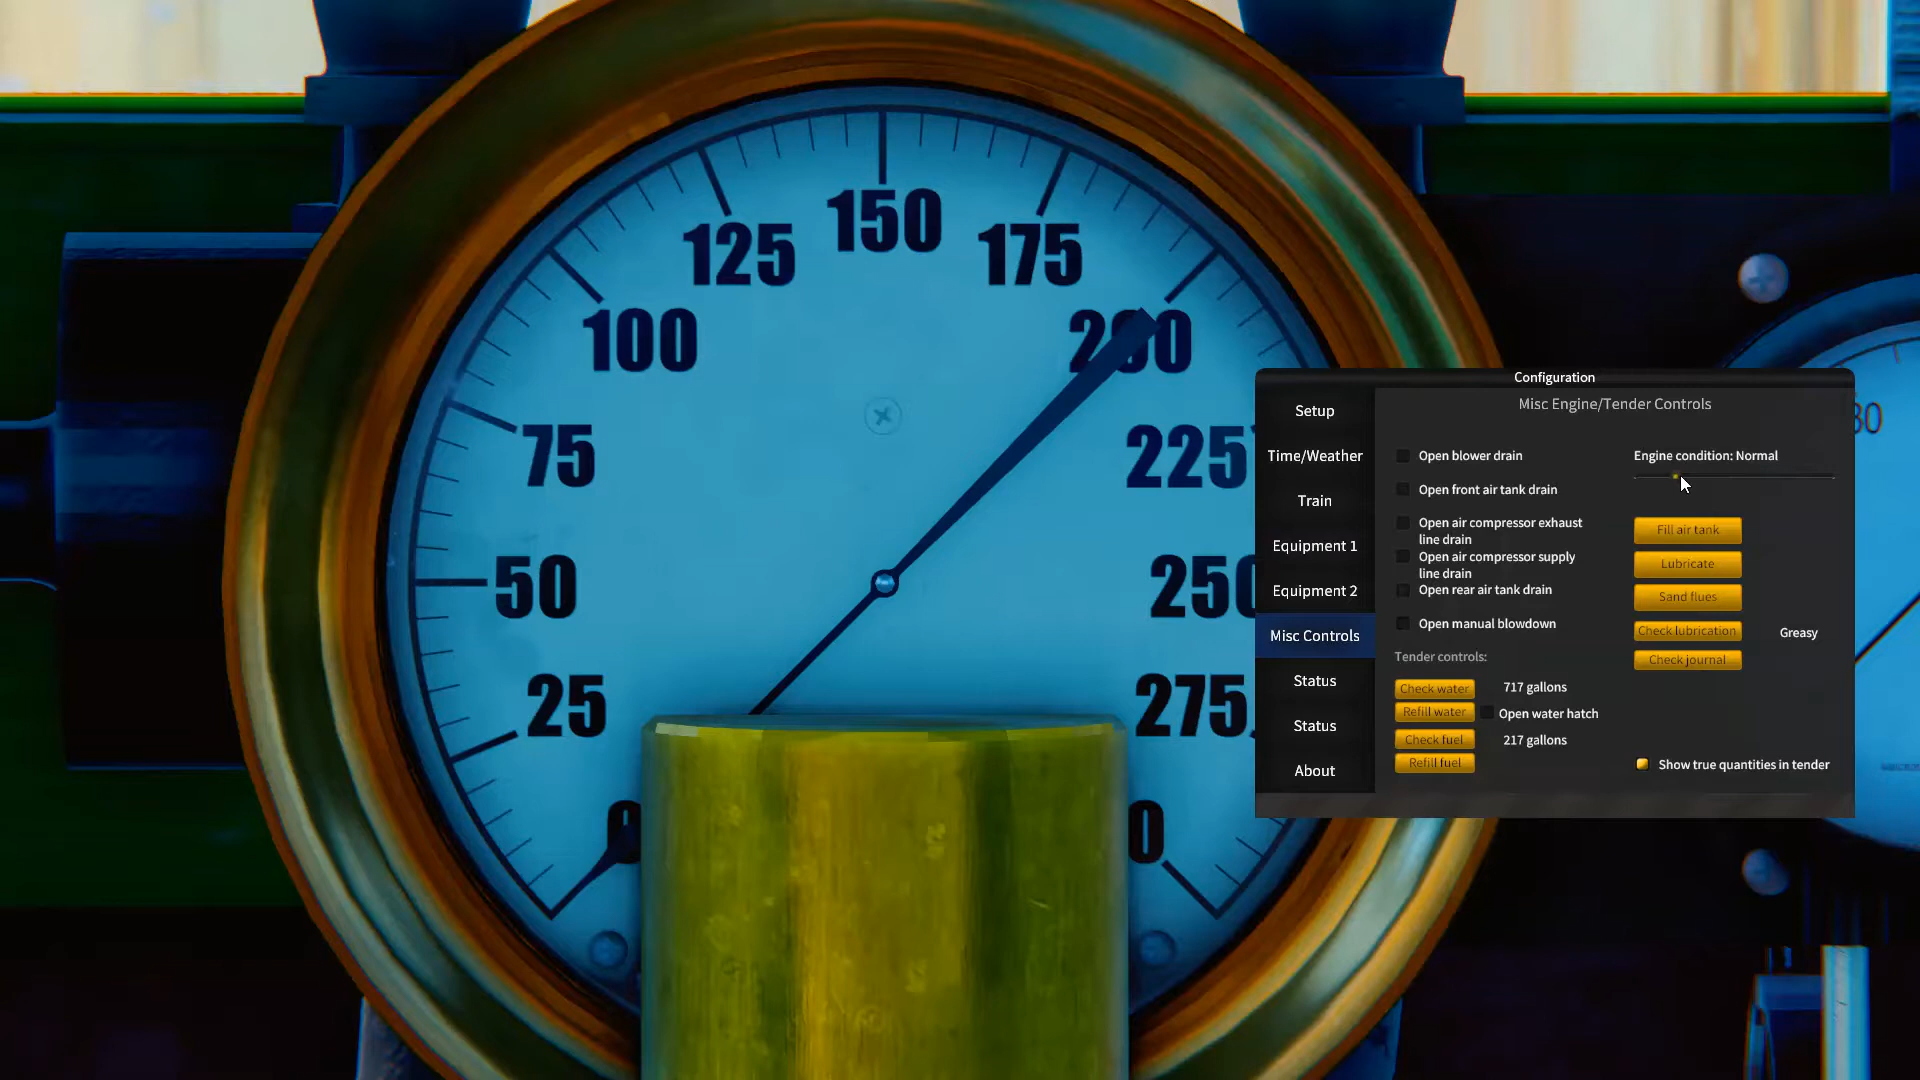 150
125
175
100
200
75
225
50
25
275
0
0
80
Configuration
Setup
Time/Weather
Train
Equipment 1
Equipment 2
Misc Controls
Status
Status
About
Misc Engine/Tender Controls
Open blower drain
Open front air tank drain
Open air compressor exhaust
line drain
Open air compressor supply
line drain
Open rear air tank drain
Open manual blowdown
Tender controls:
Check water 717 gallons
Refill water Open water hatch
Check fuel 217 gallons
Refill fuel
Engine condition: Normal
Fill air tank
Lubricate
Sand flues
Check lubrication Greasy
Check journal
Show true quantities in tender